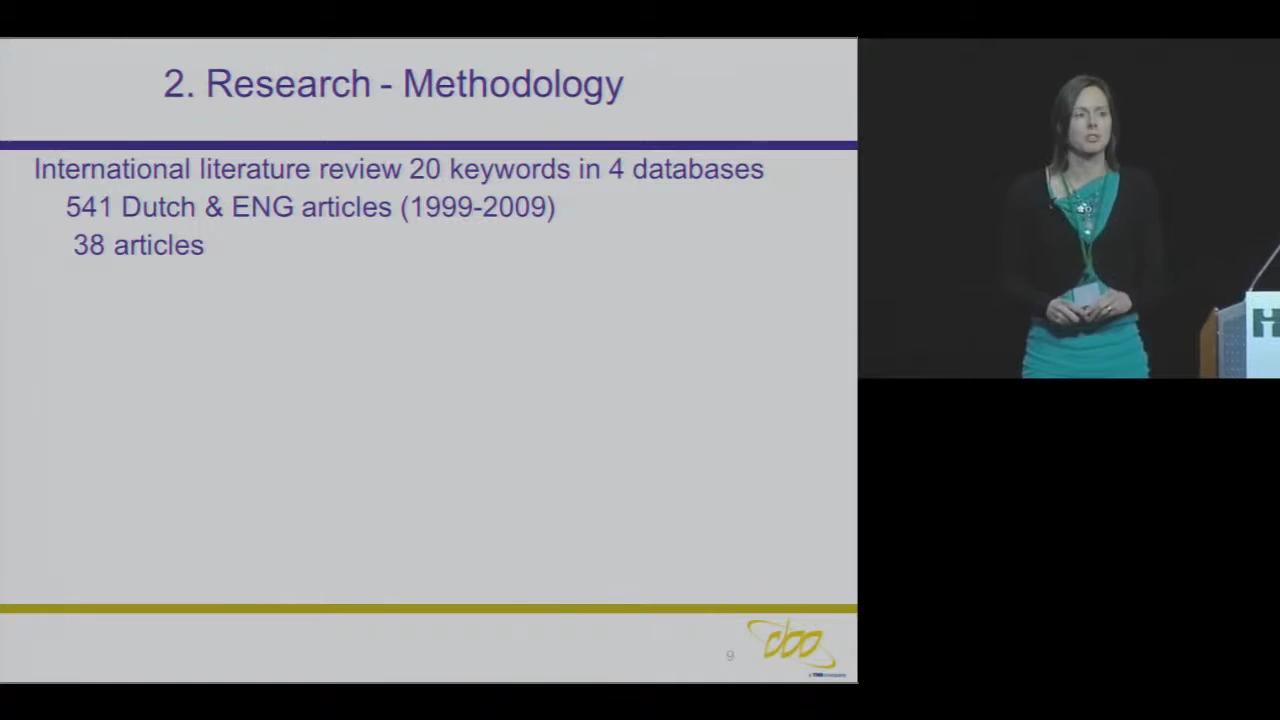 2. Research - Methodology
International literature review 20 keywords in 4 databases
541 Dutch & ENG articles (1999-2009)
38 articles
9
cbo
H